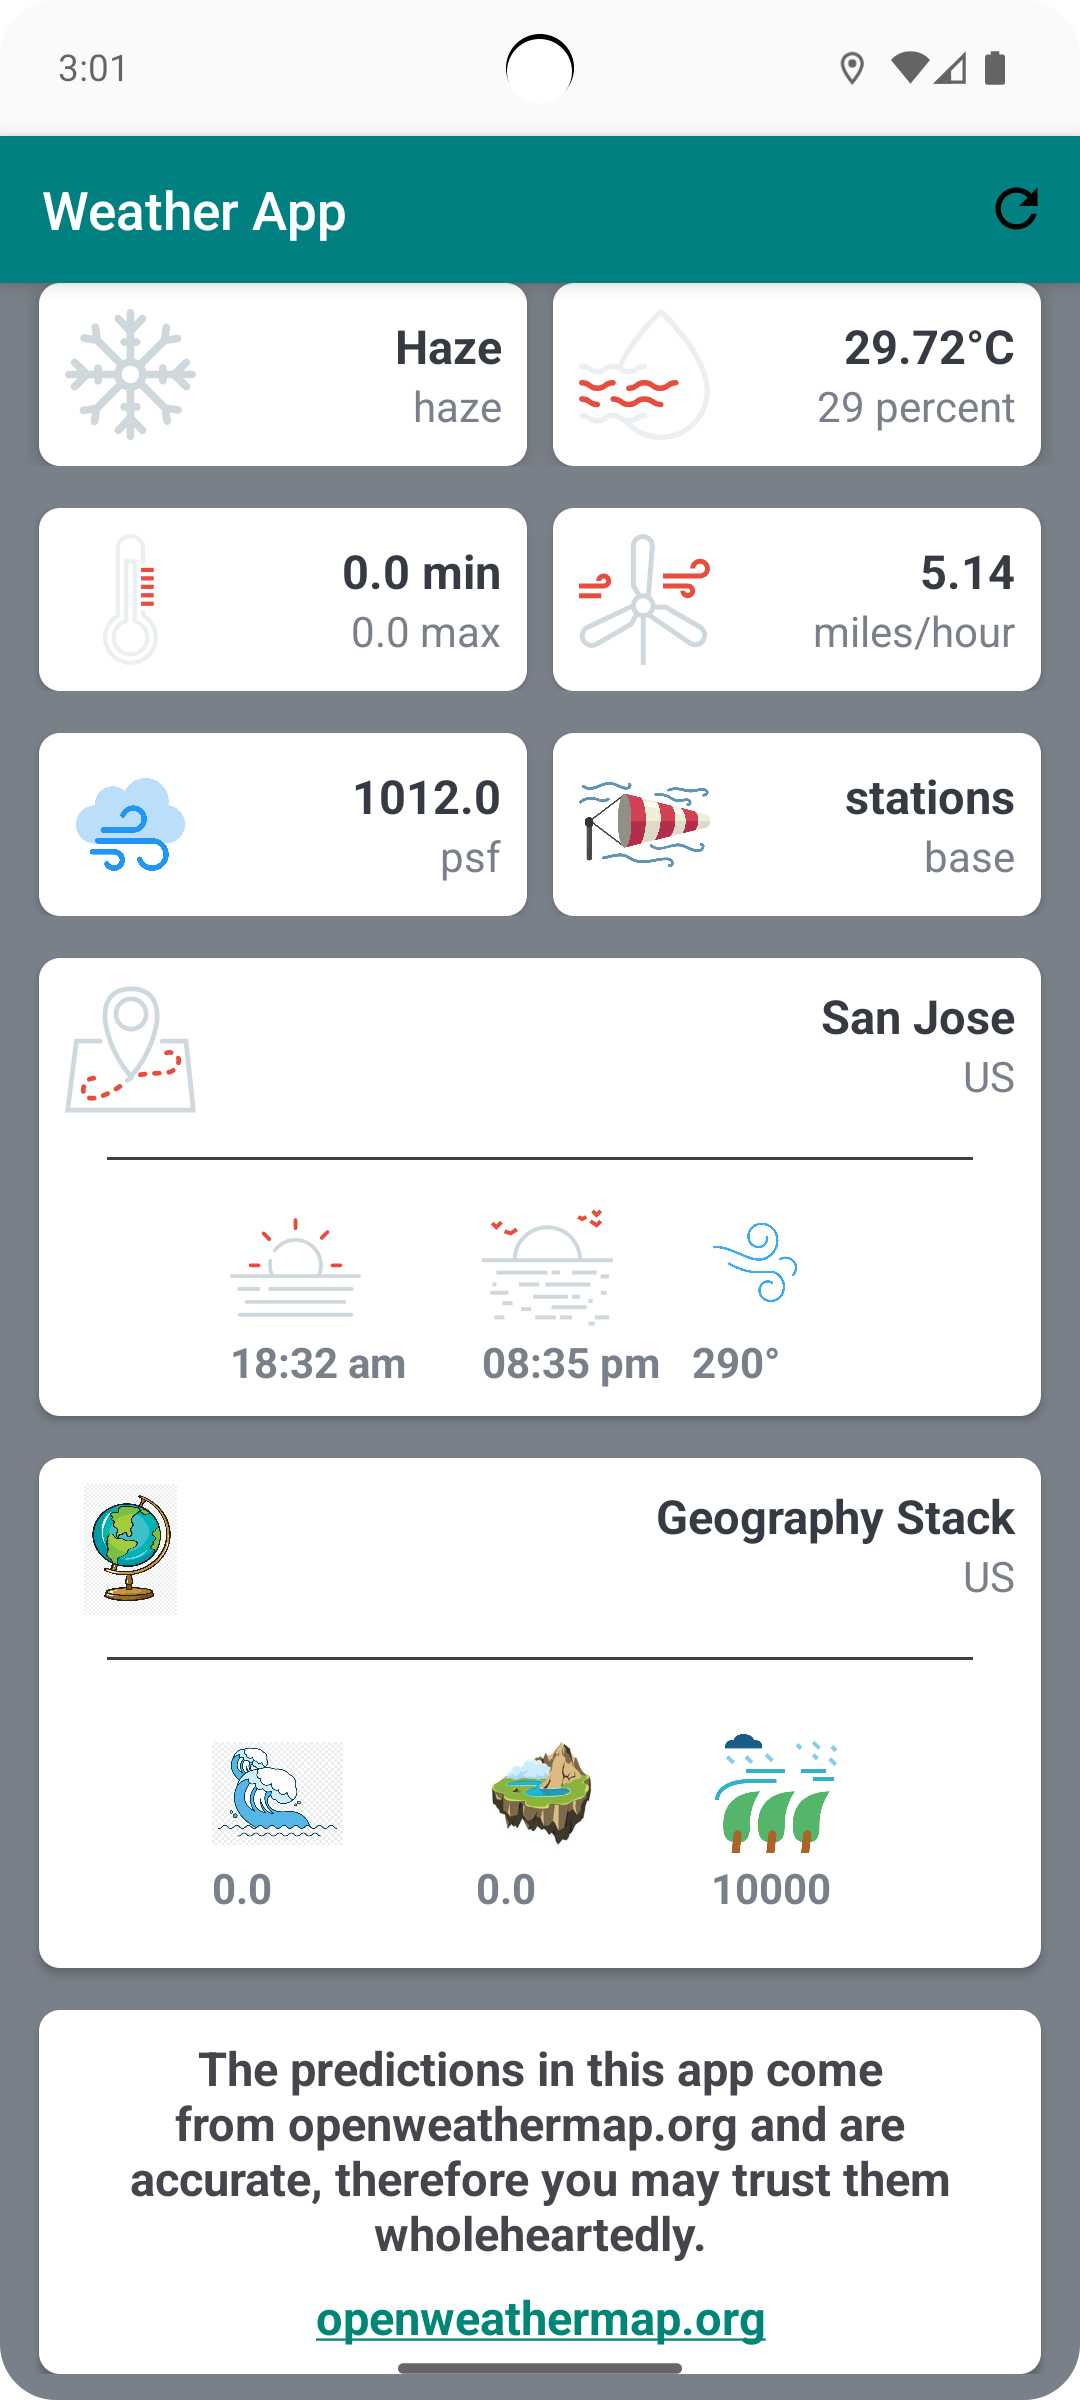 3:01
Weather App
Haze
haze
29.72°C
29 percent
0.0 min
0.0 max
5.14
miles/hour
1012.0
psf
stations
base
San Jose
US
18:32 am
08:35 pm
290°
Geography Stack
US
0.0
0.0
10000
The predictions in this app come
from openweathermap.org and are
accurate, therefore you may trust them
wholeheartedly.
openweathermap.org